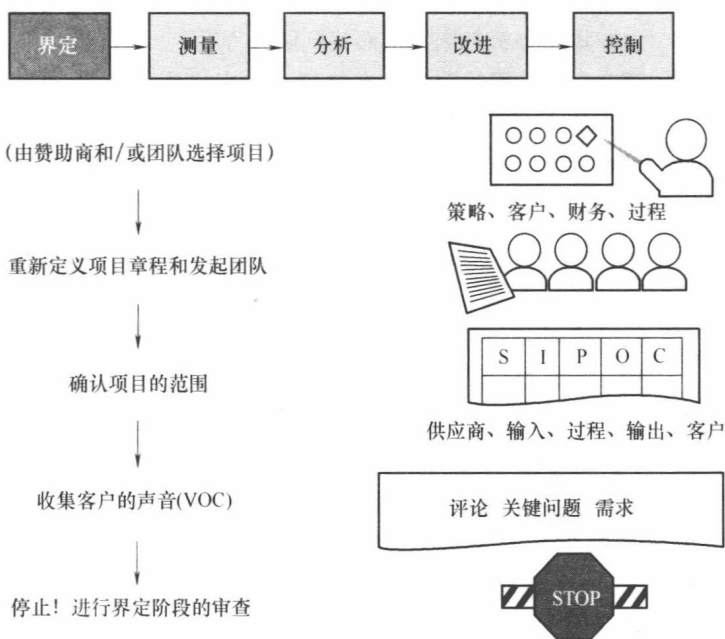 界定 测量 分析 改进 控制
(由赞助商和/或团队选择项目)
策略、客户、财务、过程
重新定义项目章程和发起团队
S I P O C
确认项目的范围
供应商、输入、过程、输出、客户
收集客户的声音(VOC)
评论 关键问题 需求
停止！进行界定阶段的审查
STOP